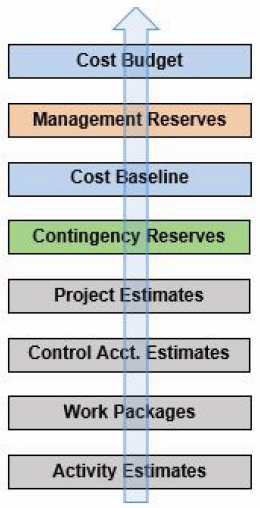 Cost Budget
Management Reserves
Cost Baseline
Contingency Reserves
Project Estimates
Control Acct. Estimates
Work Packages
Activity Estimates